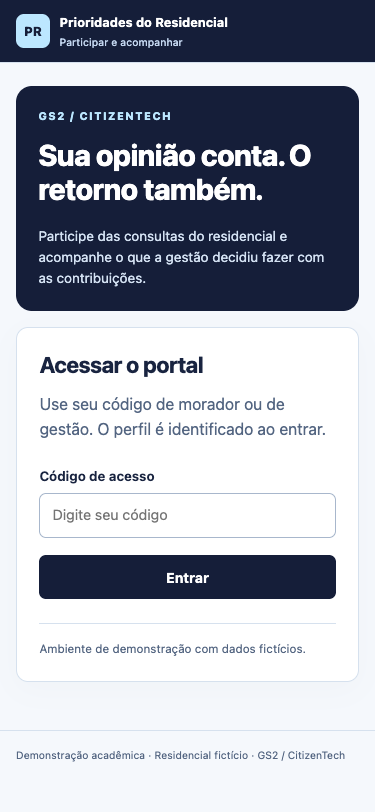 PR
Prioridades do Residencial
Participar e acompanhar
GS2 / CITIZENTECH
Sua opinião conta. O
retorno também.
Participe das consultas do residencial e
acompanhe o que a gestão decidiu fazer com
as contribuições.
Acessar o portal
Use seu código de morador ou de
gestão. O perfil é identificado ao entrar.
Código de acesso
Digite seu código
Entrar
Ambiente de demonstração com dados fictícios.
Demonstração acadêmica · Residencial fictício · GS2 / CitizenTech